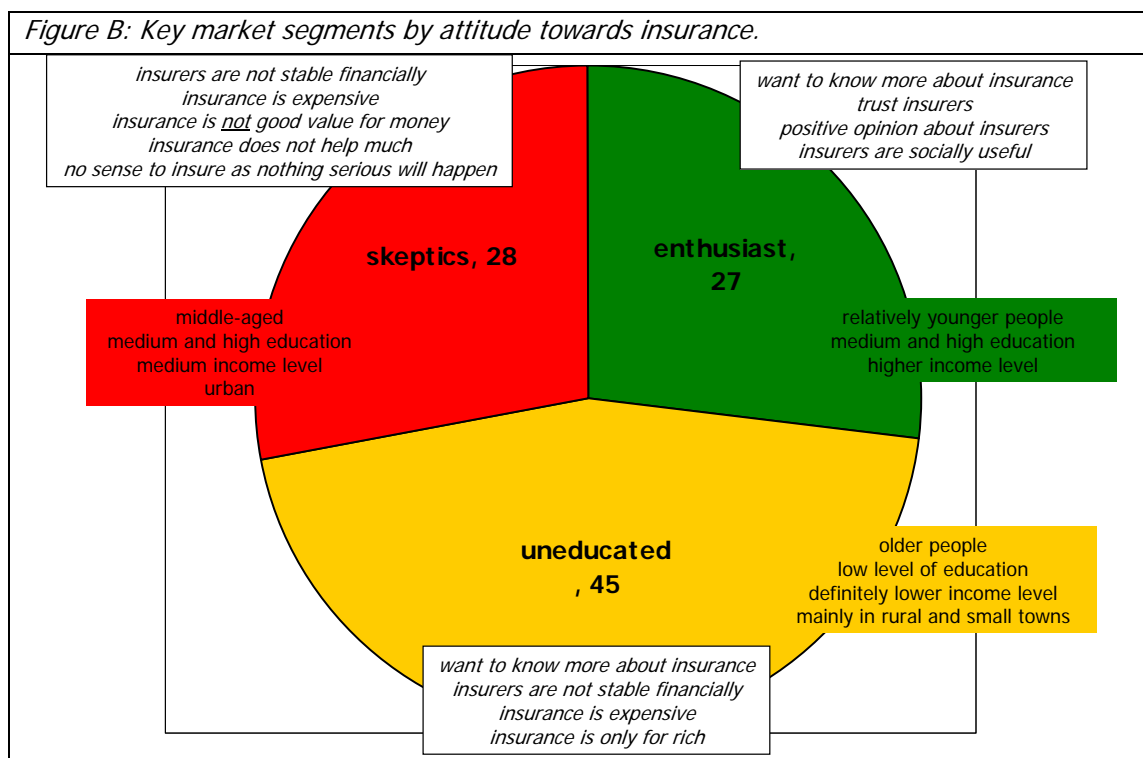 Figure B: Key market segments by attitude towards insurance.
insurers are not stable financially
insurance is expensive
insurance is not good value for money
insurance does not help much
no sense to insure as nothing serious will happen
want to know more about insurance
trust insurers
positive opinion about insurers
insurers are socially useful
skeptics, 28
enthusiast,
27
middle-aged
medium and high education
medium income level
urban
relatively younger people
medium and high education
higher income level
uneducated
, 45
older people
low level of education
definitely lower income level
mainly in rural and small towns
want to know more about insurance
insurers are not stable financially
insurance is expensive
insurance is only for rich